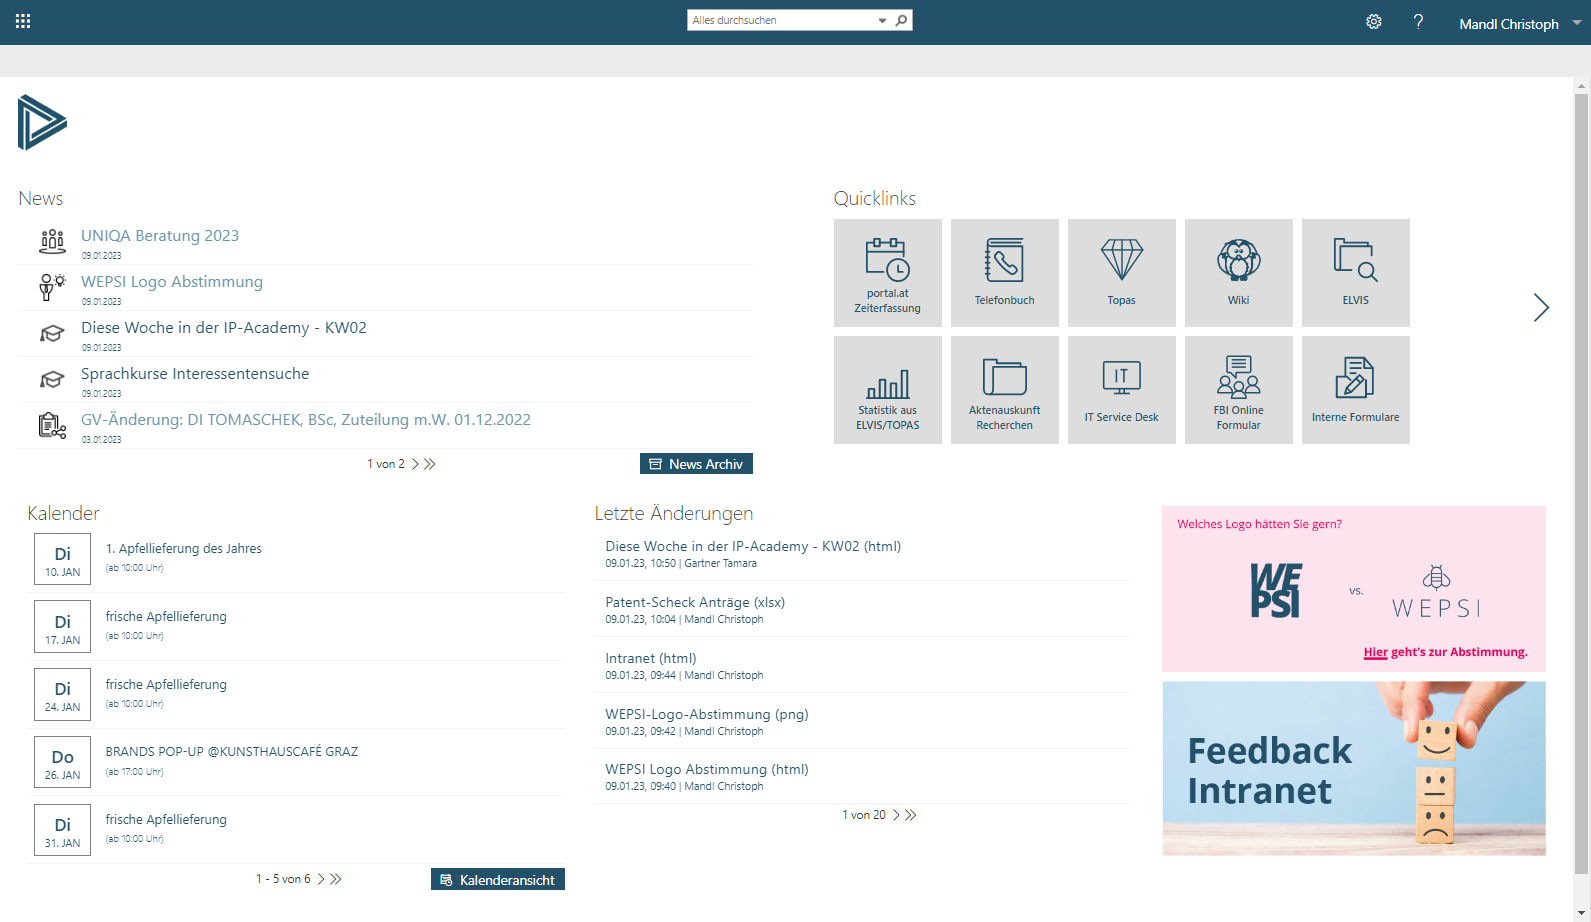 Alles durchsuchen
Mandl Christoph
News
UNIQA Beratung 2023
09.01.2023
WEPSI Logo Abstimmung
09.01.2023
Diese Woche in der IP-Academy - KW02
09.01.2023
Sprachkurse Interessentensuche
09.01.2023
GV-Änderung: DI TOMASCHEK, BSc, Zuteilung m.W. 01.12.2022
03.01.2023
1 von 2
News Archiv
Quicklinks
portal.at
Zeiterfassung
Telefonbuch
Topas
Wiki
ELVIS
Statistik aus
ELVIS/TOPAS
Aktenauskunft
Recherchen
IT
IT Service Desk
FBI Online
Formular
Interne Formulare
Kalender
Di
10. JAN
1. Apfellieferung des Jahres
(ab 10:00 Uhr)
Di
17. JAN
frische Apfellieferung
(ab 10:00 Uhr)
Di
24. JAN
frische Apfellieferung
(ab 10:00 Uhr)
Do
26. JAN
BRANDS POP-UP @KUNSTHAUSCAFÉ GRAZ
(ab 17:00 Uhr)
Di
31. JAN
frische Apfellieferung
(ab 10:00 Uhr)
1 - 5 von 6
Kalenderansicht
Letzte Änderungen
Diese Woche in der IP-Academy - KW02 (html)
09.01.23, 10:50 | Gartner Tamara
Patent-Scheck Anträge (xlsx)
09.01.23, 10:04 | Mandl Christoph
Intranet (html)
09.01.23, 09:44 | Mandl Christoph
WEPSI-Logo-Abstimmung (png)
09.01.23, 09:42 | Mandl Christoph
WEPSI Logo Abstimmung (html)
09.01.23, 09:40 | Mandl Christoph
1 von 20
Welches Logo hätten Sie gern?
WE
PSI
vs.
WEPSI
Hier geht's zur Abstimmung.
Feedback
Intranet